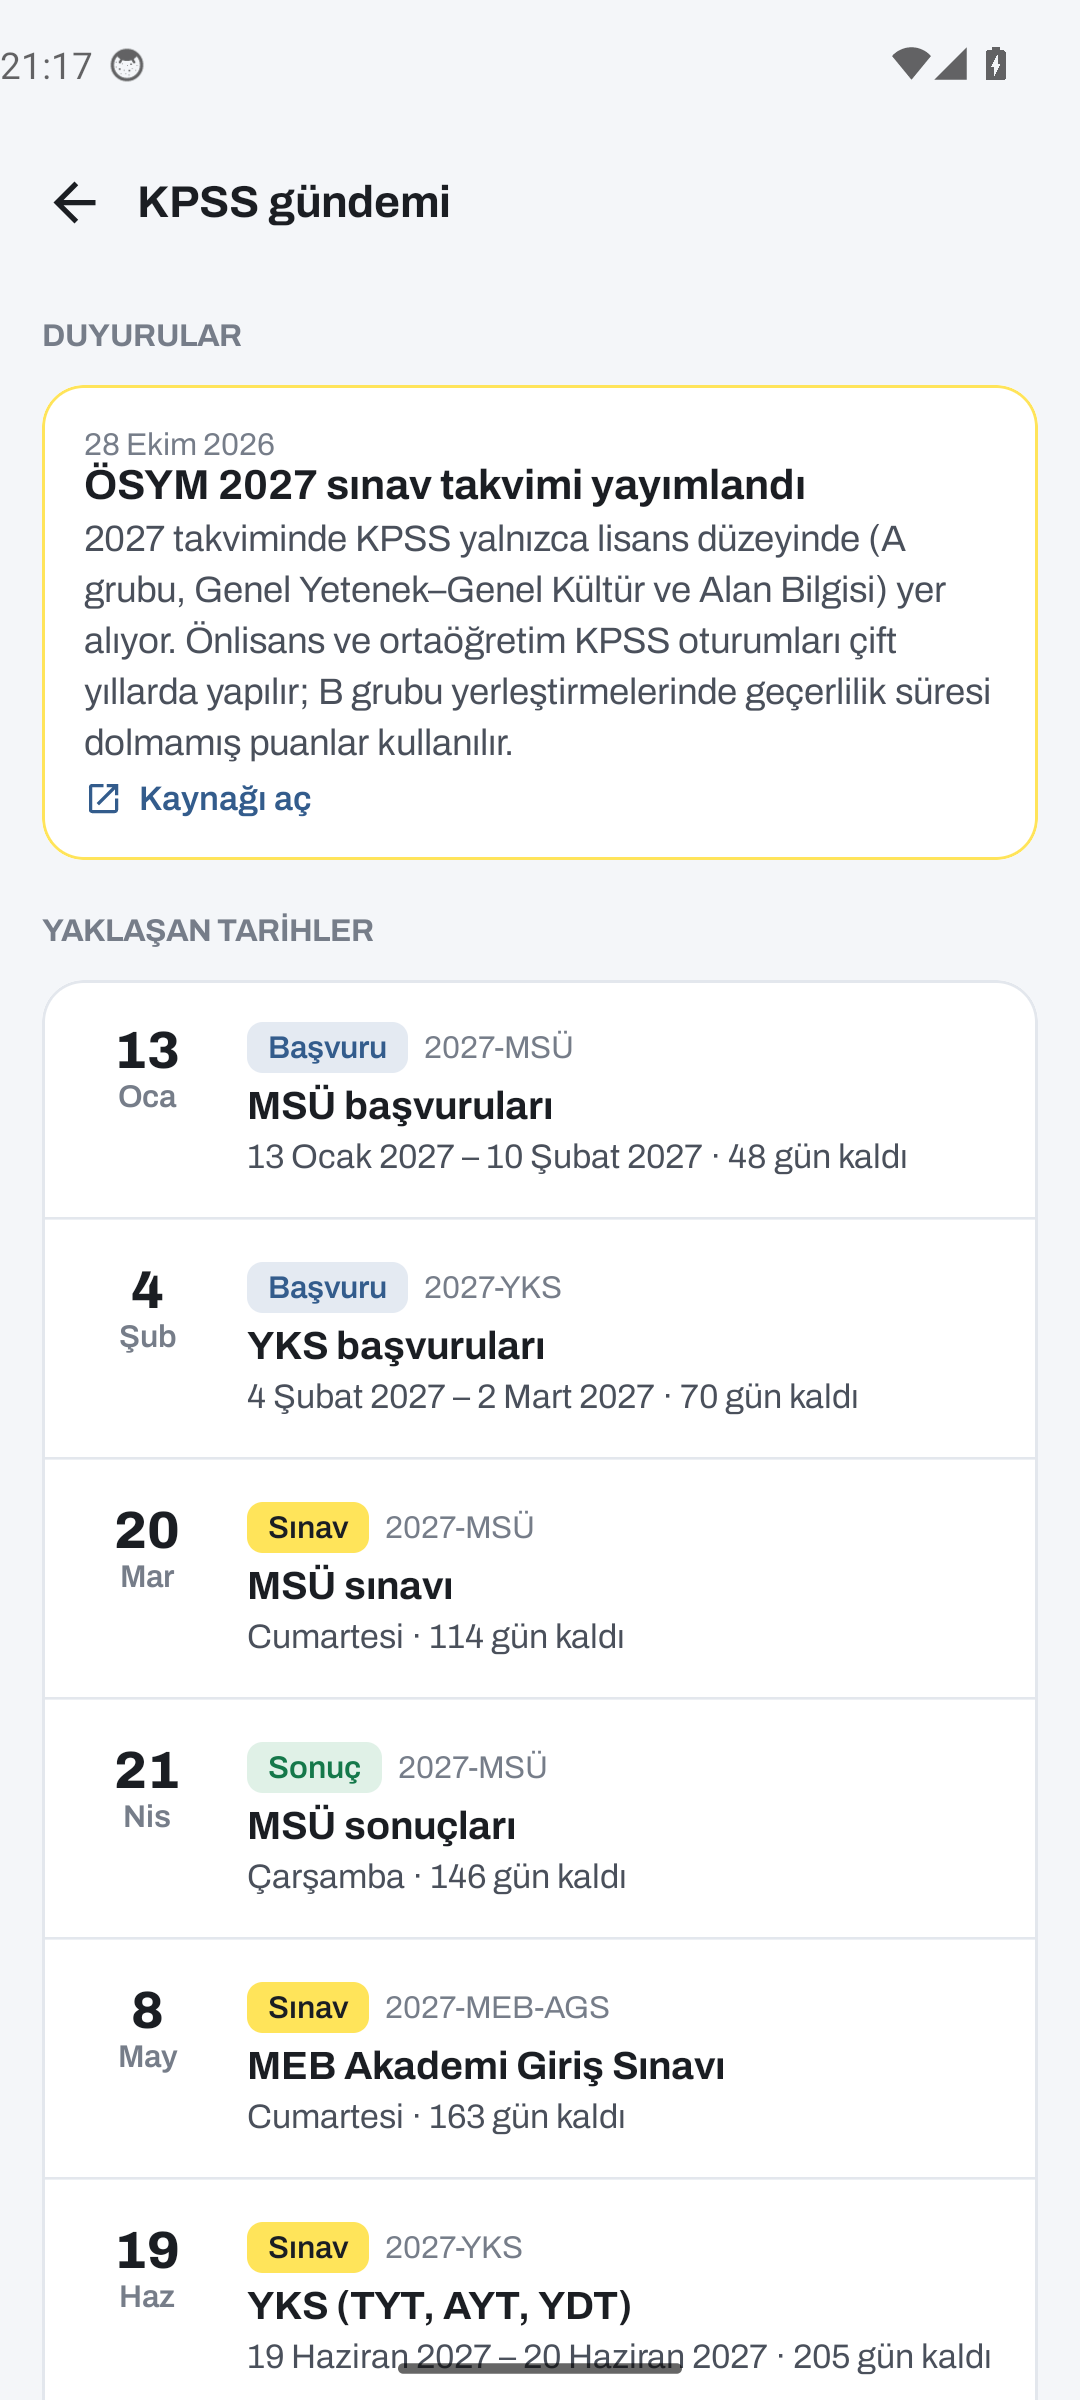 21:17
KPSS gündemi
DUYURULAR
28 Ekim 2026
ÖSYM 2027 sınav takvimi yayımlandı
2027 takviminde KPSS yalnızca lisans düzeyinde (A
grubu, Genel Yetenek–Genel Kültür ve Alan Bilgisi) yer
alıyor. Önlisans ve ortaöğretim KPSS oturumları çift
yıllarda yapılır; B grubu yerleştirmelerinde geçerlilik süresi
dolmamış puanlar kullanılır.
Kaynağı aç
YAKLAŞAN TARİHLER
13
Oca
Başvuru 2027-MSÜ
MSÜ başvuruları
13 Ocak 2027 – 10 Şubat 2027 · 48 gün kaldı
4
Şub
Başvuru 2027-YKS
YKS başvuruları
4 Şubat 2027 – 2 Mart 2027 · 70 gün kaldı
20
Mar
Sınav 2027-MSÜ
MSÜ sınavı
Cumartesi · 114 gün kaldı
21
Nis
Sonuç 2027-MSÜ
MSÜ sonuçları
Çarşamba · 146 gün kaldı
8
May
Sınav 2027-MEB-AGS
MEB Akademi Giriş Sınavı
Cumartesi · 163 gün kaldı
19
Haz
Sınav 2027-YKS
YKS (TYT, AYT, YDT)
19 Haziran 2027 – 20 Haziran 2027 · 205 gün kaldı